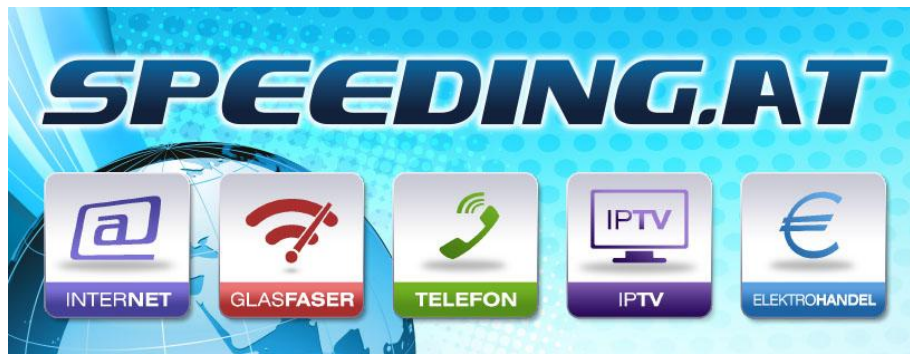 SPEEDING.AT
@
IPTV
€
INTERNET
GLASFASER
TELEFON
IPTV
ELEKTROHANDEL